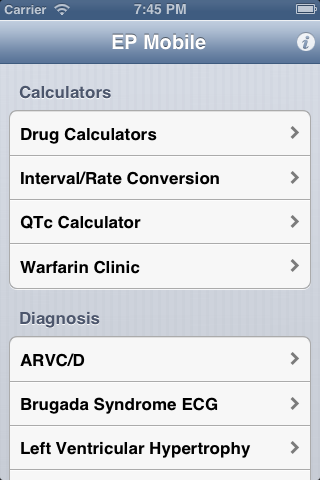 Carrier 7:45 PM
EP Mobile
Calculators
Drug Calculators
Interval/Rate Conversion
QTc Calculator
Warfarin Clinic
Diagnosis
ARVC/D
Brugada Syndrome ECG
Left Ventricular Hypertrophy